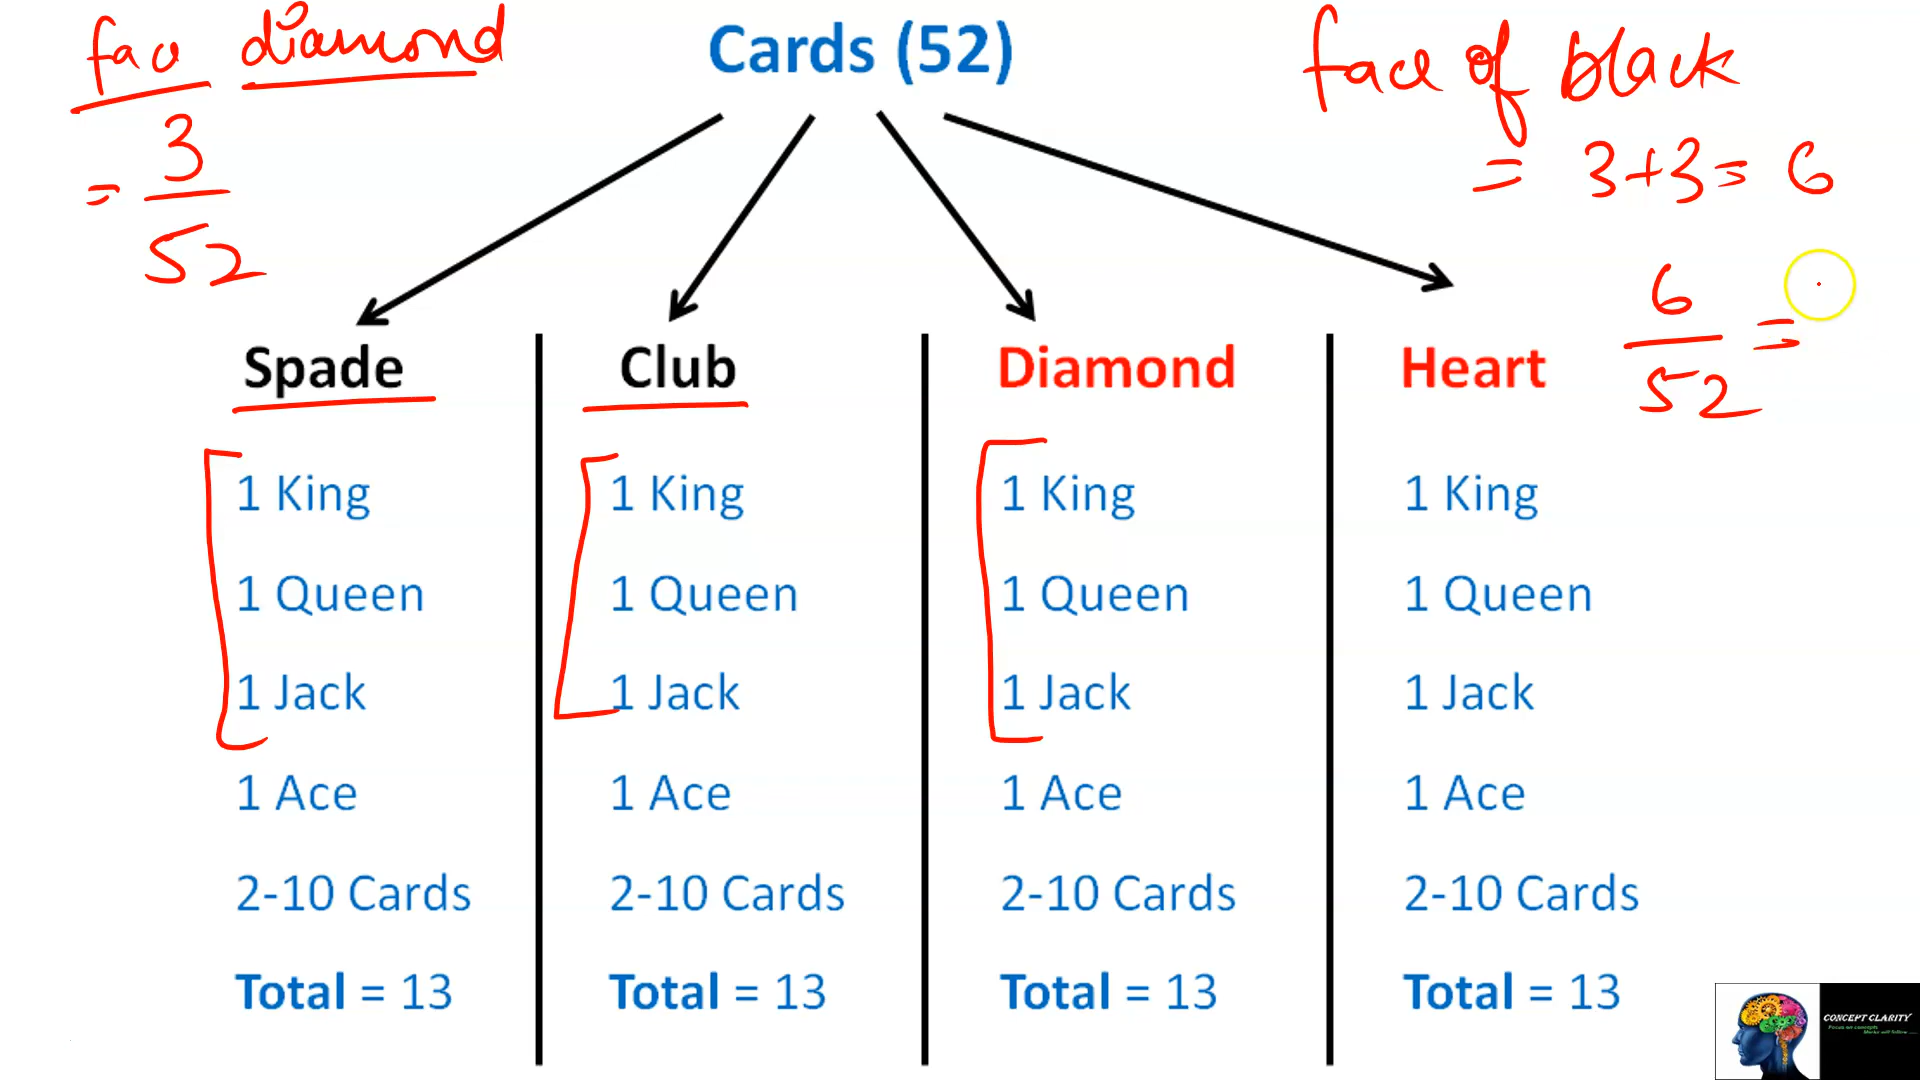 face diamond
= 3/52
Cards (52)
face of black
= 3+3= 6
6/52 =
Spade Club Diamond Heart
1 King 1 King 1 King 1 King
1 Queen 1 Queen 1 Queen 1 Queen
1 Jack 1 Jack 1 Jack 1 Jack
1 Ace 1 Ace 1 Ace 1 Ace
2-10 Cards 2-10 Cards 2-10 Cards 2-10 Cards
Total = 13 Total = 13 Total = 13 Total = 13
CONCEPT CLARITY